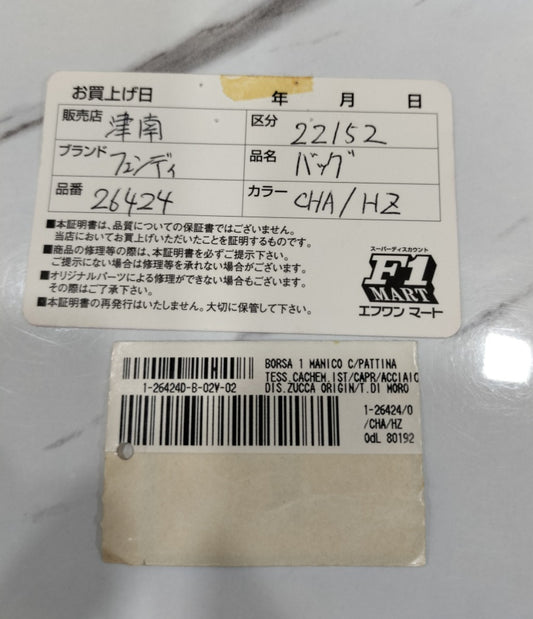 お買上げ日 年 月 日
販売店 津南 区分 22152
ブランド フェンディ 品名 バッグ
品番 26424 カラー CHA/HZ
■本証明書は、品質についての保証書ではございません。
当店においてお買上げいただいたことを証明するものです。
■商品の修理等の際は、本証明書を必ずご提示下さい。
ご提示にない場合は修理等を承れない場合がございます。
■オリジナルパーツによる修理ができない場合もございます。
その際はご了承下さい。
■本証明書の再発行はいたしません。大切に保管して下さい。
スーパーディスカウント
F1
MART
エフワン マート
BORSA 1 MANICO C/PATTINA
TESS.CACHEM.IST/CAPR/ACCIAIO
1-26424D-B-02Y-02 DIS.ZUCCA ORIGIN/T.DI MORO
1-26424/0
/CHA/HZ
OdL 80192